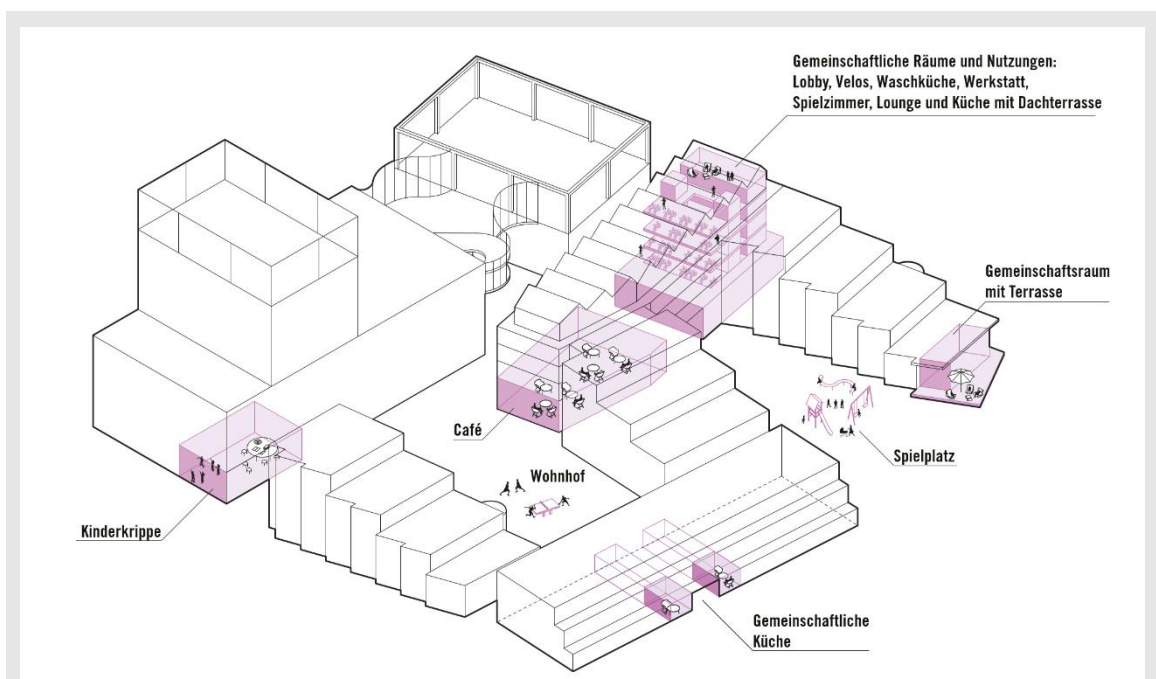 Gemeinschaftliche Räume und Nutzungen:
Lobby, Velos, Waschküche, Werkstatt,
Spielzimmer, Lounge und Küche mit Dachterrasse
Gemeinschaftsraum
mit Terrasse
Café
Spielplatz
Wohnhof
Kinderkrippe
Gemeinschaftliche
Küche